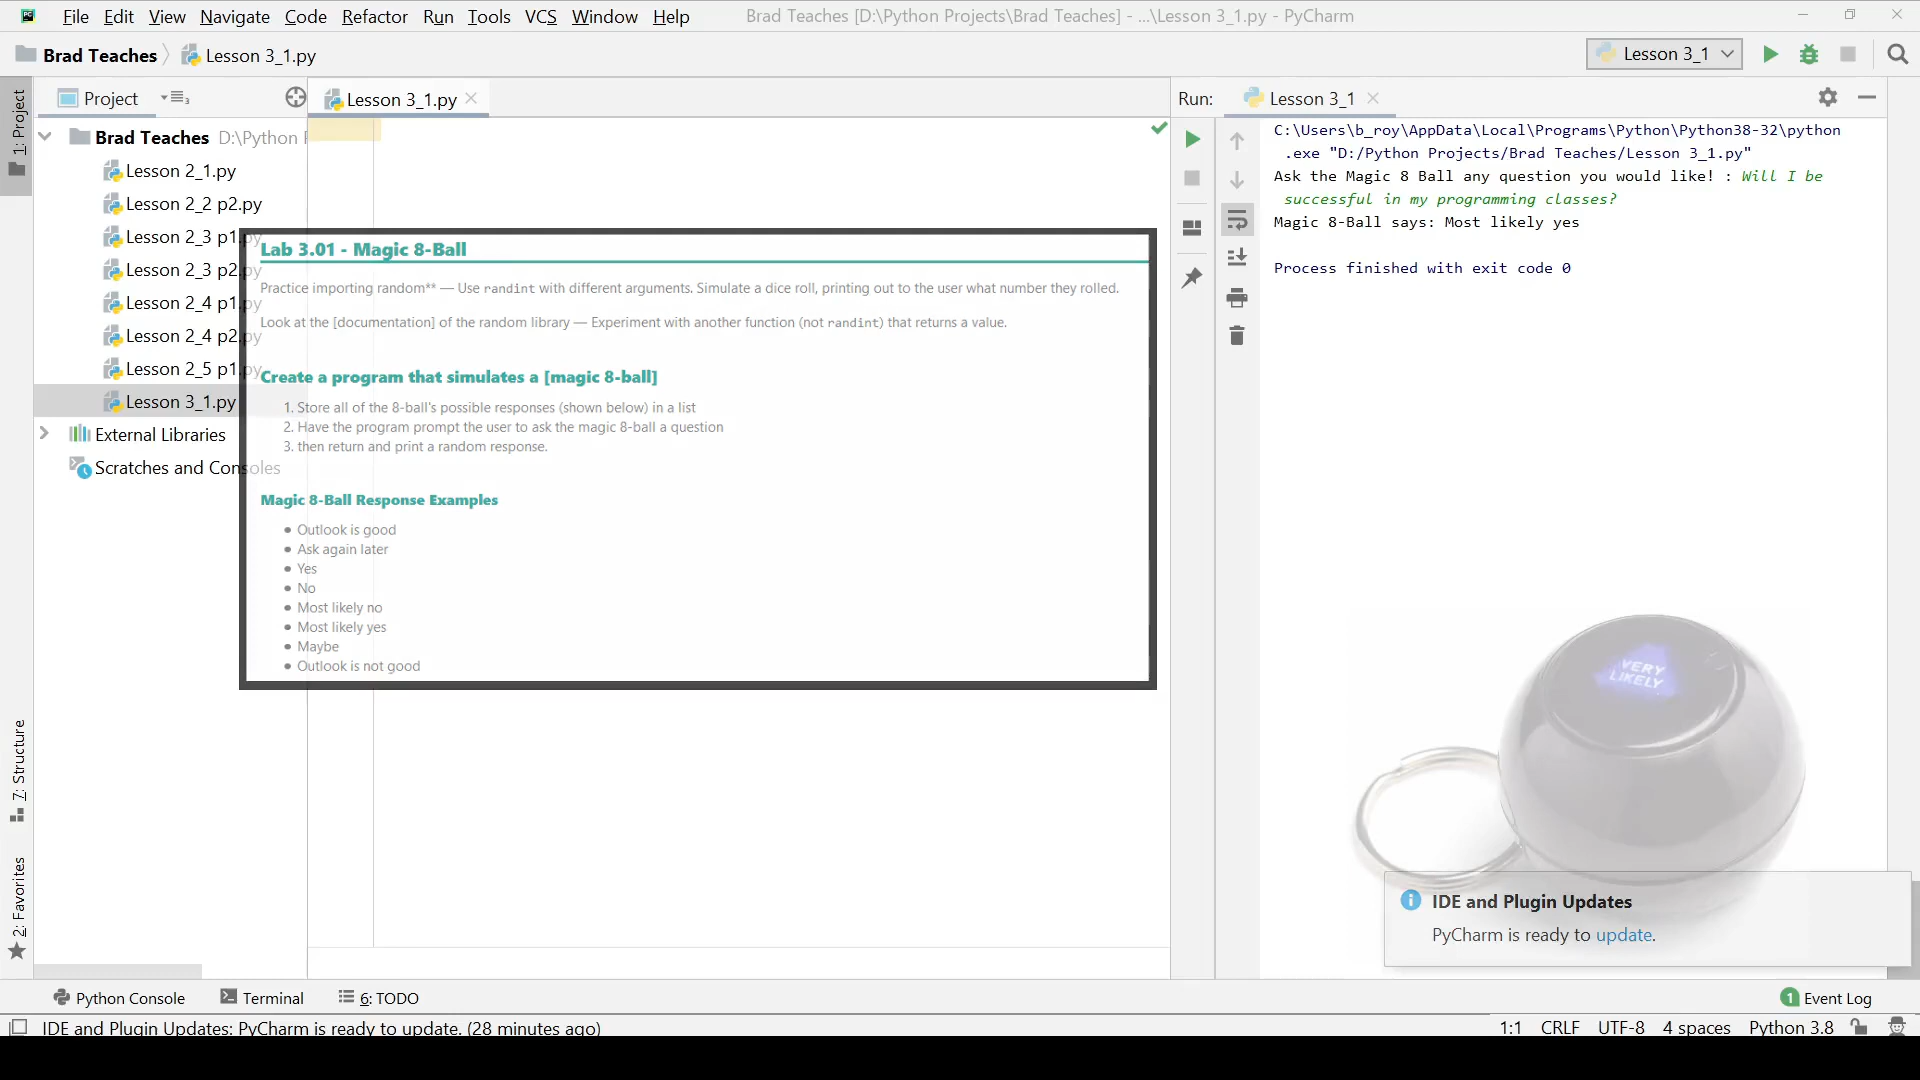 File Edit View Navigate Code Refactor Run Tools VCS Window Help
Brad Teaches [D:\Python Projects\Brad Teaches] - ...\Lesson 3_1.py - PyCharm
Brad Teaches
Lesson 3_1.py
Lesson 3_1
1: Project
Project
Lesson 3_1.py
Run:
Lesson 3_1
Brad Teaches D:\Python
Lesson 2_1.py
Lesson 2_2 p2.py
Lesson 2_3 p1.py
Lesson 2_3 p2.py
Lesson 2_4 p1.py
Lesson 2_4 p2.py
Lesson 2_5 p1.py
Lesson 3_1.py
External Libraries
Scratches and Consoles
Lab 3.01 - Magic 8-Ball
Practice importing random** — Use randint with different arguments. Simulate a dice roll, printing out to the user what number they rolled.
Look at the [documentation] of the random library — Experiment with another function (not randint) that returns a value.
Create a program that simulates a [magic 8-ball]
1. Store all of the 8-ball's possible responses (shown below) in a list
2. Have the program prompt the user to ask the magic 8-ball a question
3. then return and print a random response.
Magic 8-Ball Response Examples
• Outlook is good
• Ask again later
• Yes
• No
• Most likely no
• Most likely yes
• Maybe
• Outlook is not good
C:\Users\b_roy\AppData\Local\Programs\Python\Python38-32\python
.exe "D:/Python Projects/Brad Teaches/Lesson 3_1.py"
Ask the Magic 8 Ball any question you would like! : Will I be
successful in my programming classes?
Magic 8-Ball says: Most likely yes
Process finished with exit code 0
VERY
LIKELY
IDE and Plugin Updates
PyCharm is ready to update.
7: Structure
2: Favorites
Python Console
Terminal
6: TODO
1 Event Log
IDE and Plugin Updates: PyCharm is ready to update. (28 minutes ago)
1:1 CRLF UTF-8 4 spaces Python 3.8